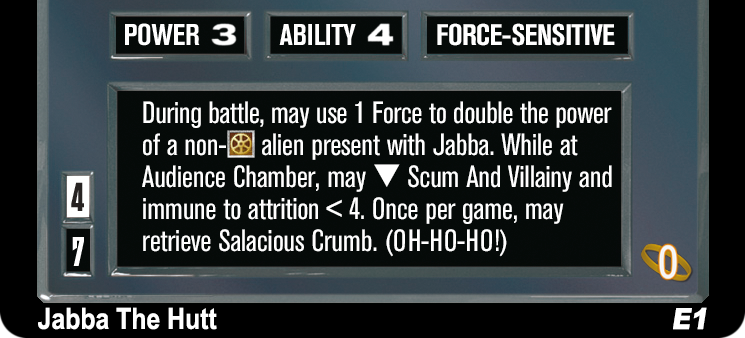 POWER 3 ABILITY 4 FORCE-SENSITIVE
During battle, may use 1 Force to double the power
of a non- alien present with Jabba. While at
Audience Chamber, may ▼ Scum And Villainy and
immune to attrition < 4. Once per game, may
retrieve Salacious Crumb. (OH-HO-HO!)
4
7
0
Jabba The Hutt E1